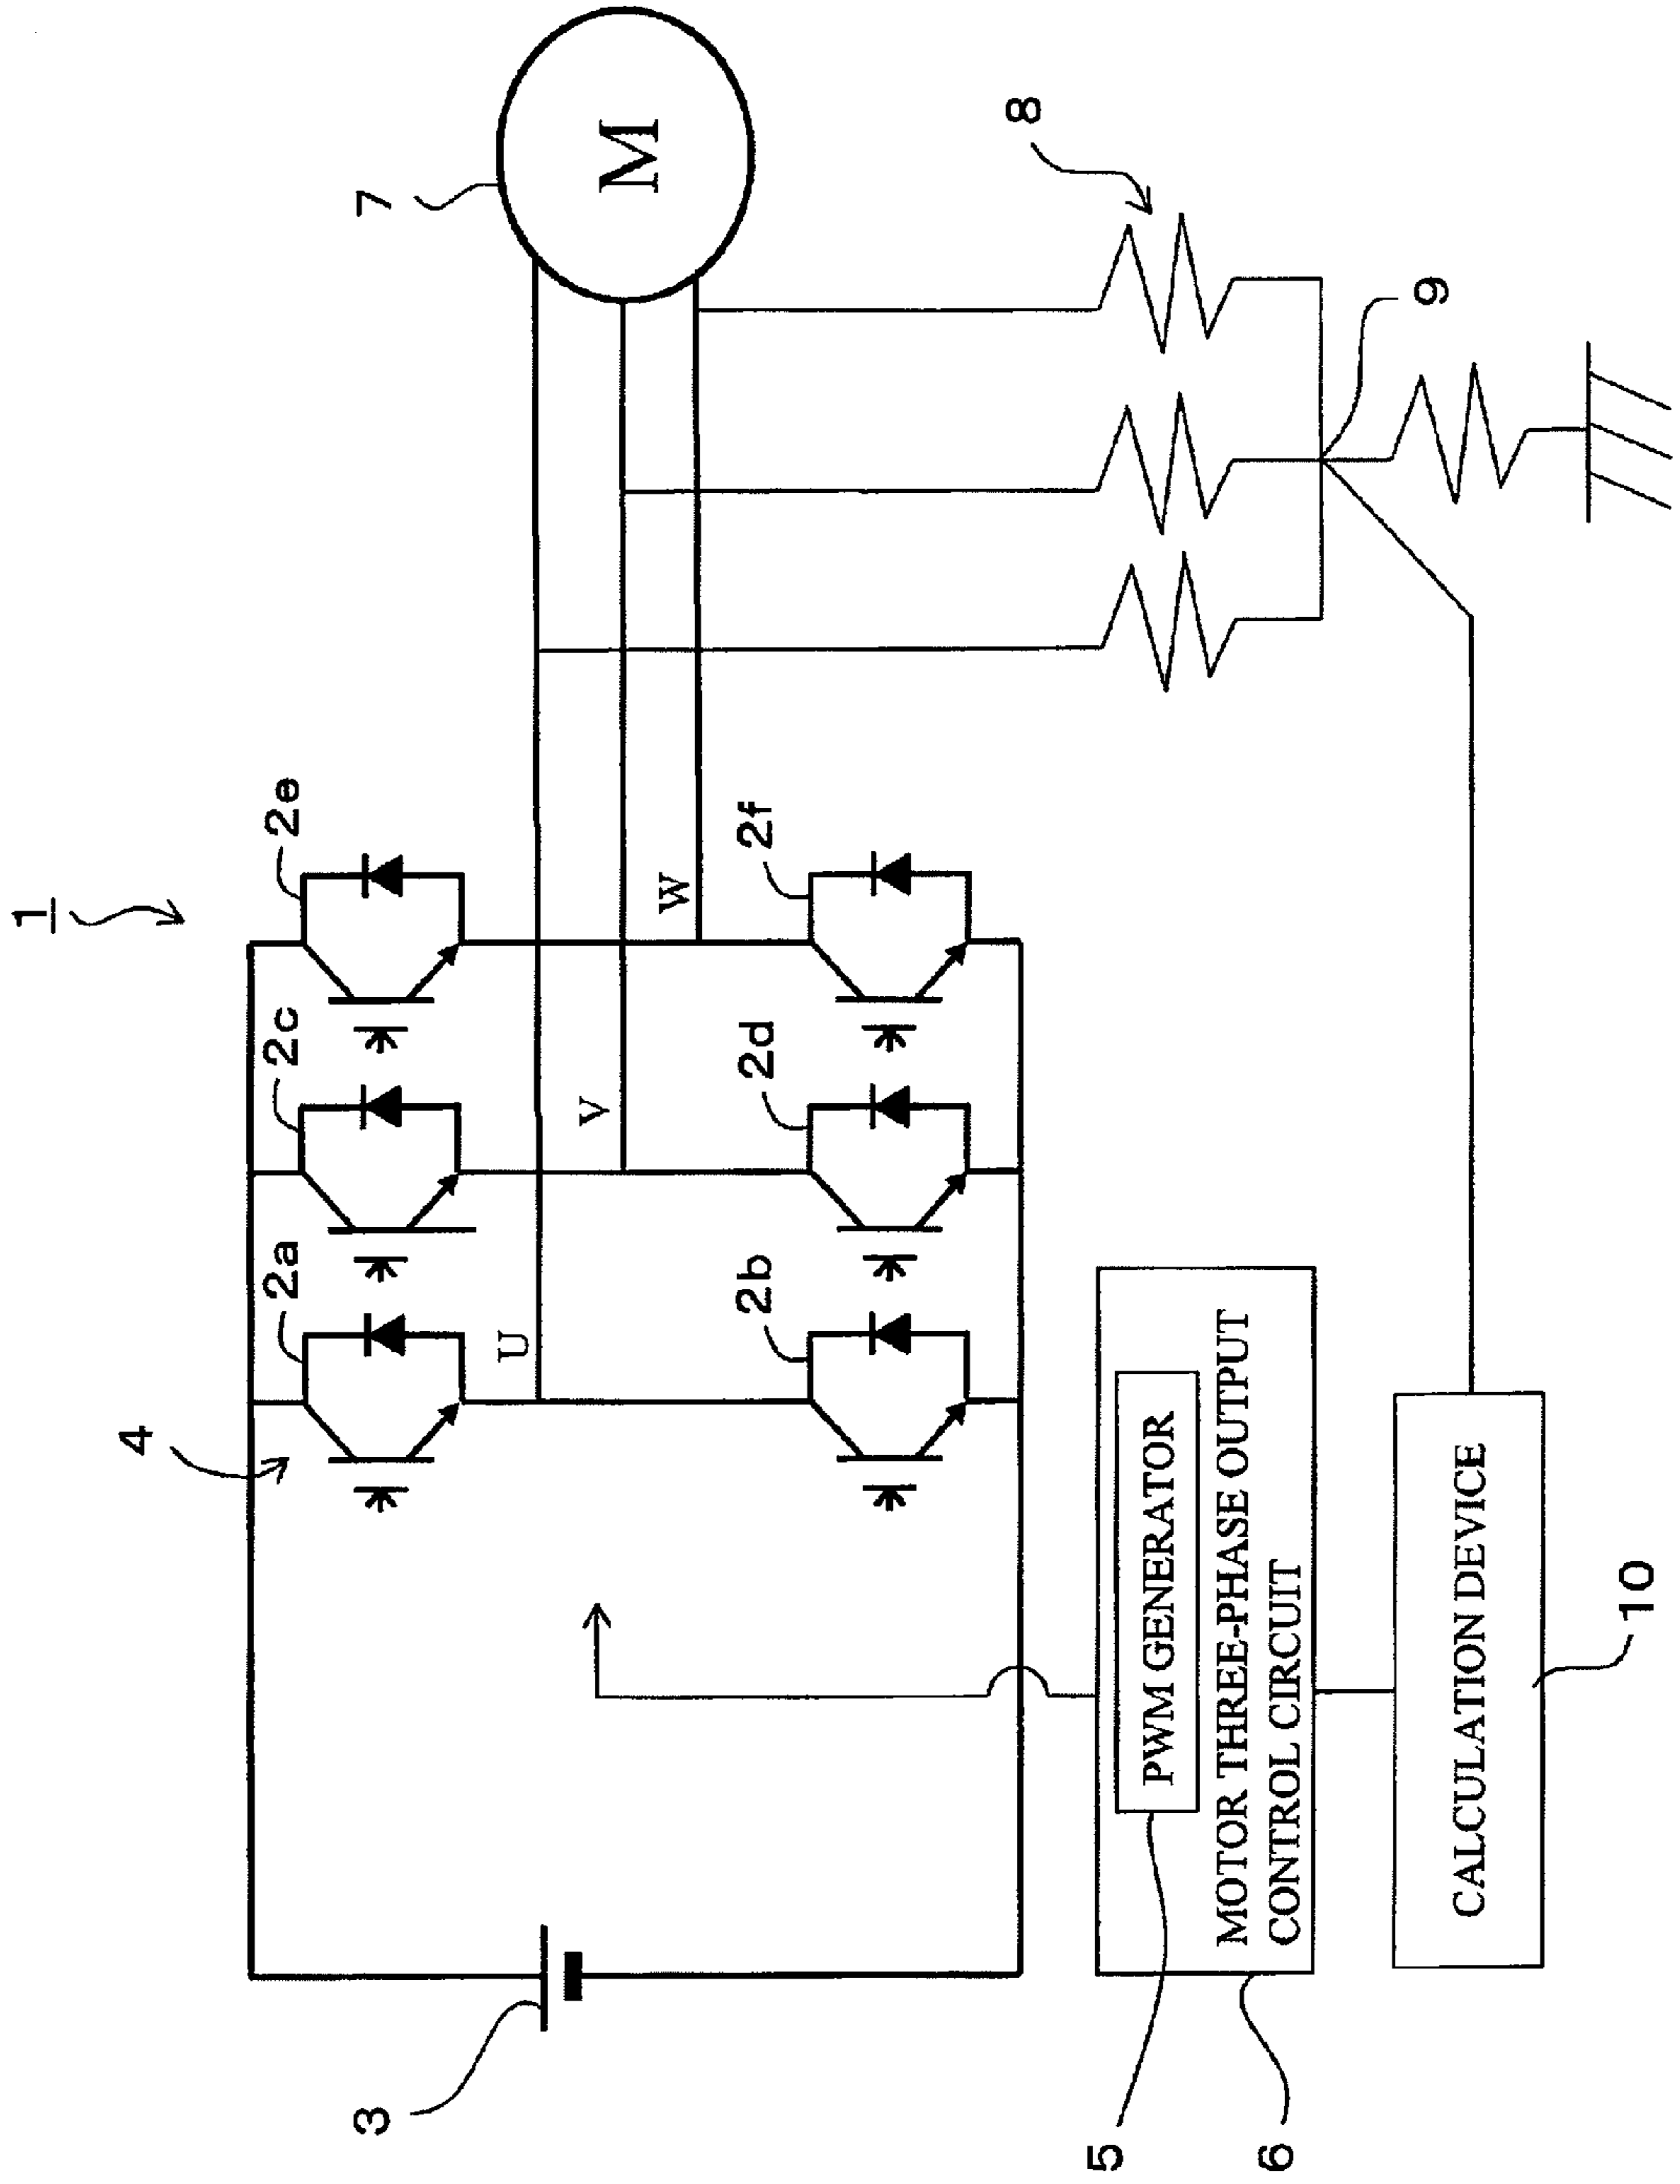 1
4
2a
2c
2e
7
M
U
V
W
3
2b
2d
2f
8
5
PWM GENERATOR
MOTOR THREE-PHASE OUTPUT
CONTROL CIRCUIT
6
9
CALCULATION DEVICE
10